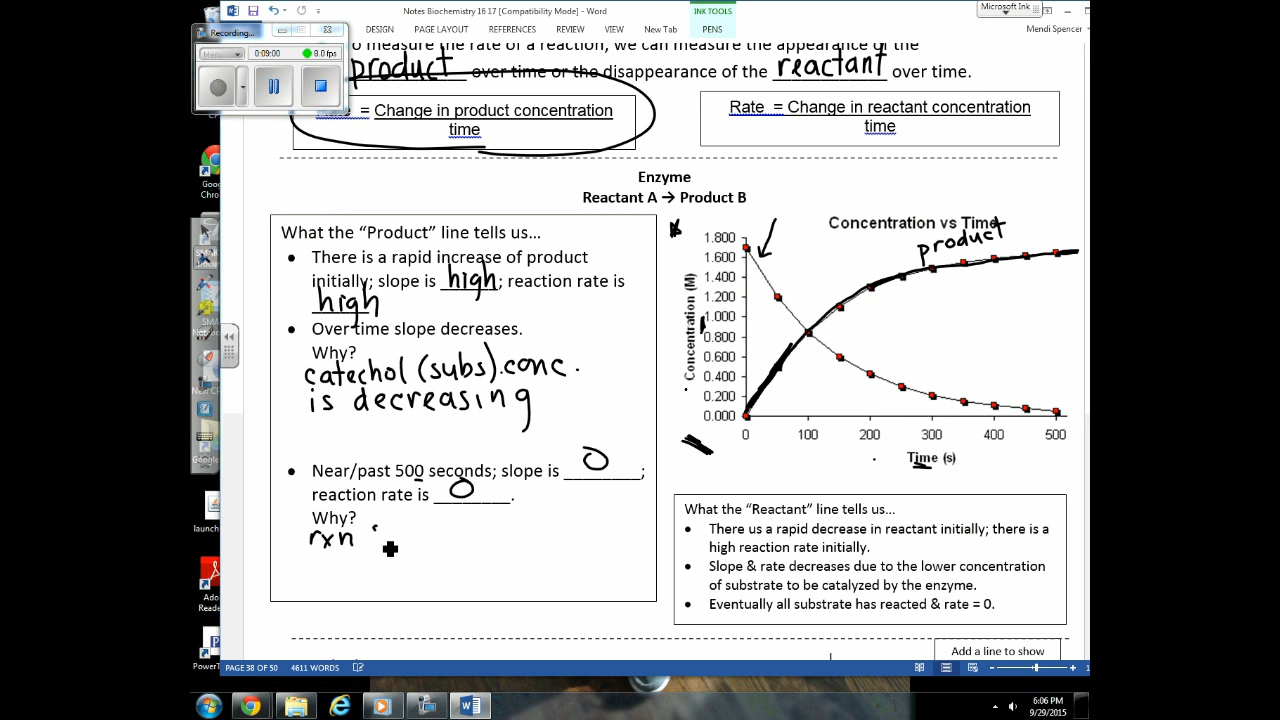 Notes Biochemistry 16 17 [Compatibility Mode] - Word
INK TOOLS
Microsoft Ink
DESIGN PAGE LAYOUT REFERENCES REVIEW VIEW New Tab PENS
Mendi Spencer
Recording...
0:09:00 8.0 fps
o measure the rate of a reaction, we can measure the appearance of the
product over time or the disappearance of the reactant over time.
= Change in product concentration
time
Rate = Change in reactant concentration
time
Enzyme
Reactant A → Product B
What the “Product” line tells us…
• There is a rapid increase of product
initially; slope is high; reaction rate is
high
• Over time slope decreases.
Why?
catechol (subs). conc.
is decreasing
• Near/past 500 seconds; slope is 0;
reaction rate is 0.
Why?
rxn
Concentration vs Time
product
Concentration (M)
1.800
1.600
1.400
1.200
1.000
0.800
0.600
0.400
0.200
0.000
0 100 200 300 400 500
Time (s)
What the “Reactant” line tells us…
• There us a rapid decrease in reactant initially; there is a
high reaction rate initially.
• Slope & rate decreases due to the lower concentration
of substrate to be catalyzed by the enzyme.
• Eventually all substrate has reacted & rate = 0.
Add a line to show
Goog
Chro
SMA
launch
Ado
Reade
PowerT
PAGE 38 OF 50 4611 WORDS
6:06 PM
9/29/2015